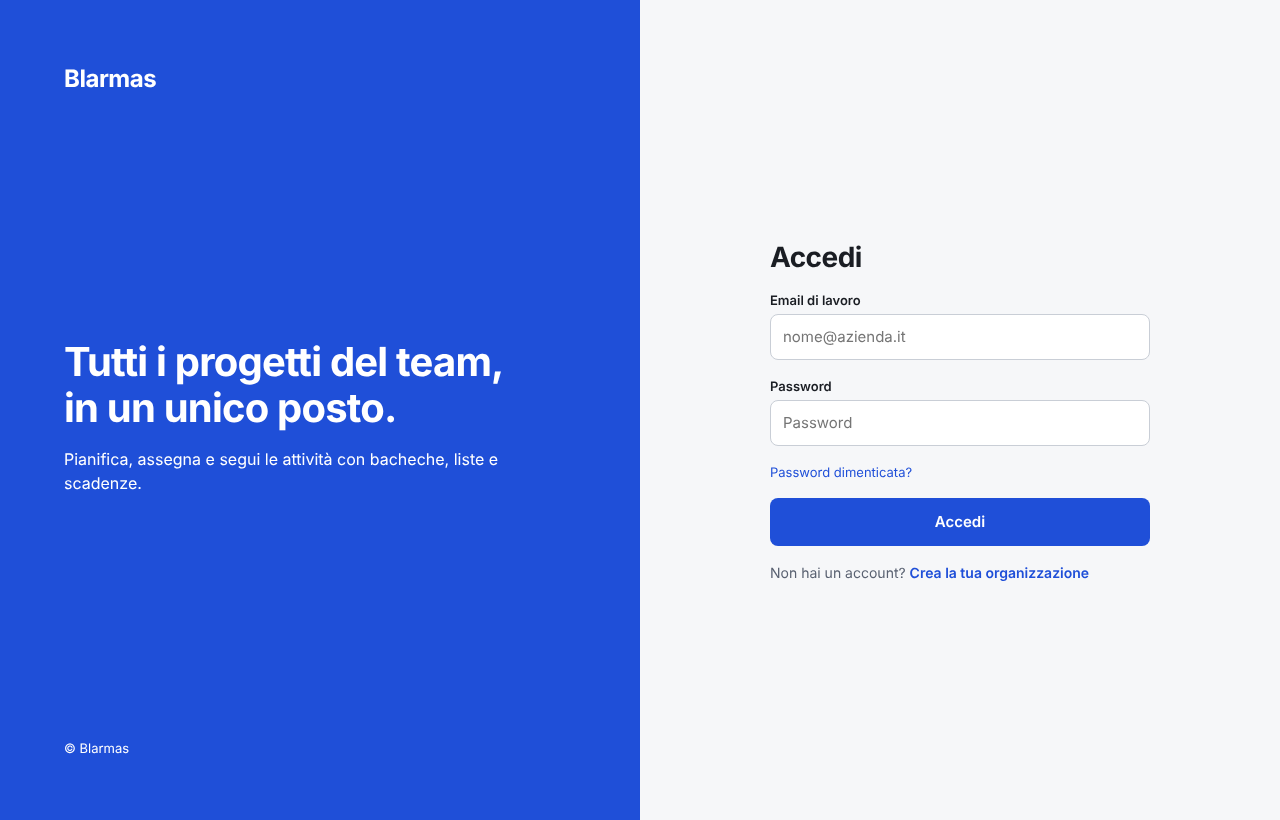 Blarmas
Tutti i progetti del team,
in un unico posto.
Pianifica, assegna e segui le attività con bacheche, liste e
scadenze.
© Blarmas
Accedi
Email di lavoro
nome@azienda.it
Password
Password
Password dimenticata?
Accedi
Non hai un account? Crea la tua organizzazione